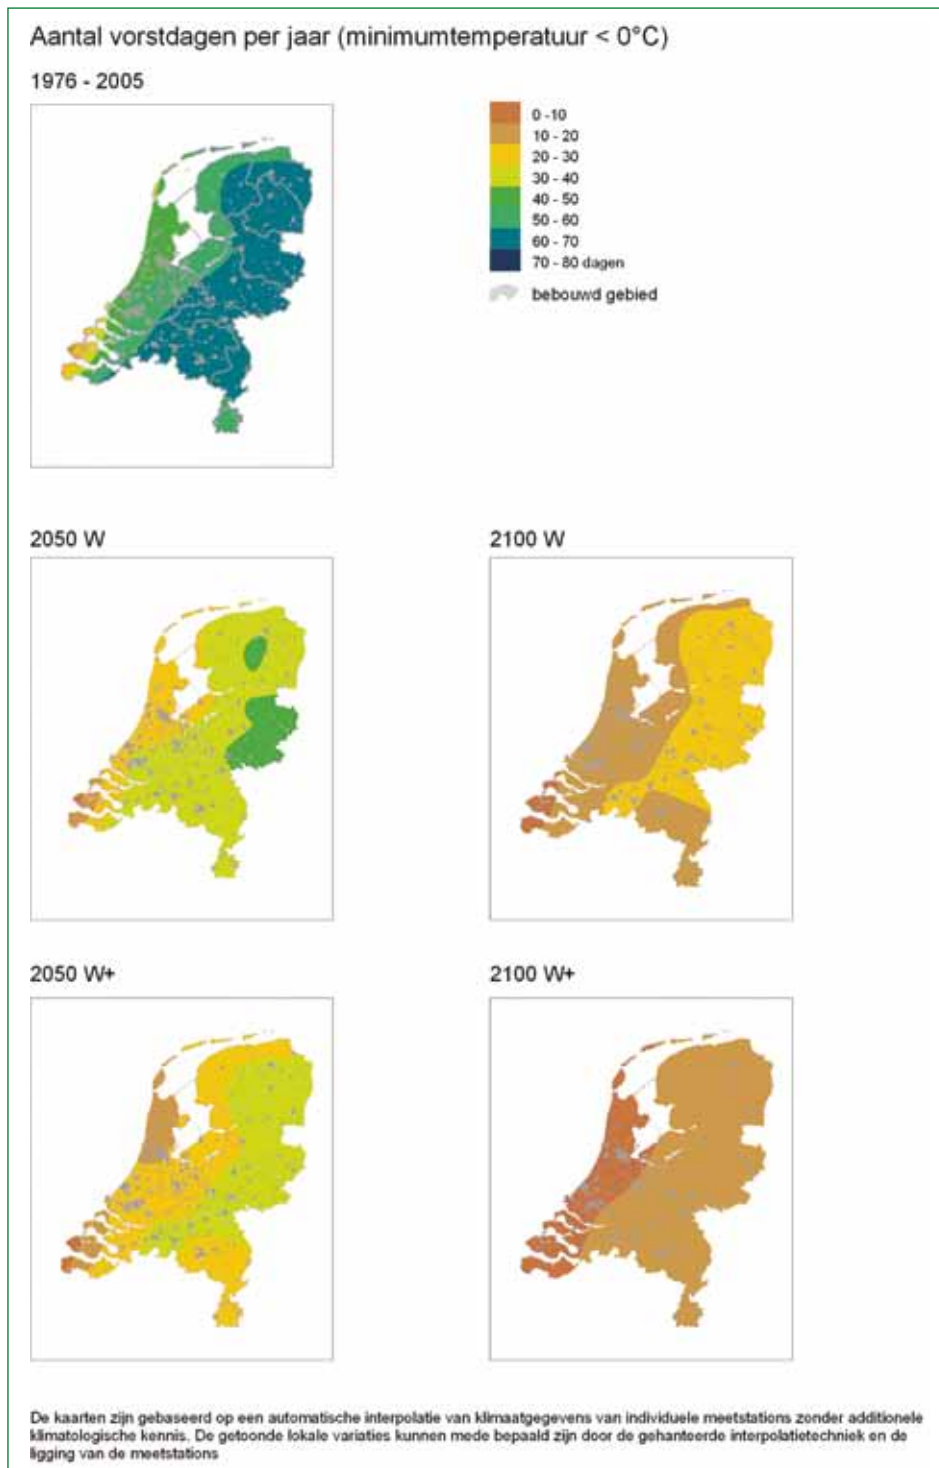 Aantal vorstdagen per jaar (minimumtemperatuur < 0°C)
1976 - 2005
0 -10
10 - 20
20 - 30
30 - 40
40 - 50
50 - 60
60 - 70
70 - 80 dagen
bebouwd gebied
2050 W
2100 W
2050 W+
2100 W+
De kaarten zijn gebaseerd op een automatische interpolatie van klimaatgegevens van individuele meetstations zonder additionele
klimatologische kennis. De getoonde lokale variaties kunnen mede bepaald zijn door de gehanteerde interpolatietechniek en de
ligging van de meetstations